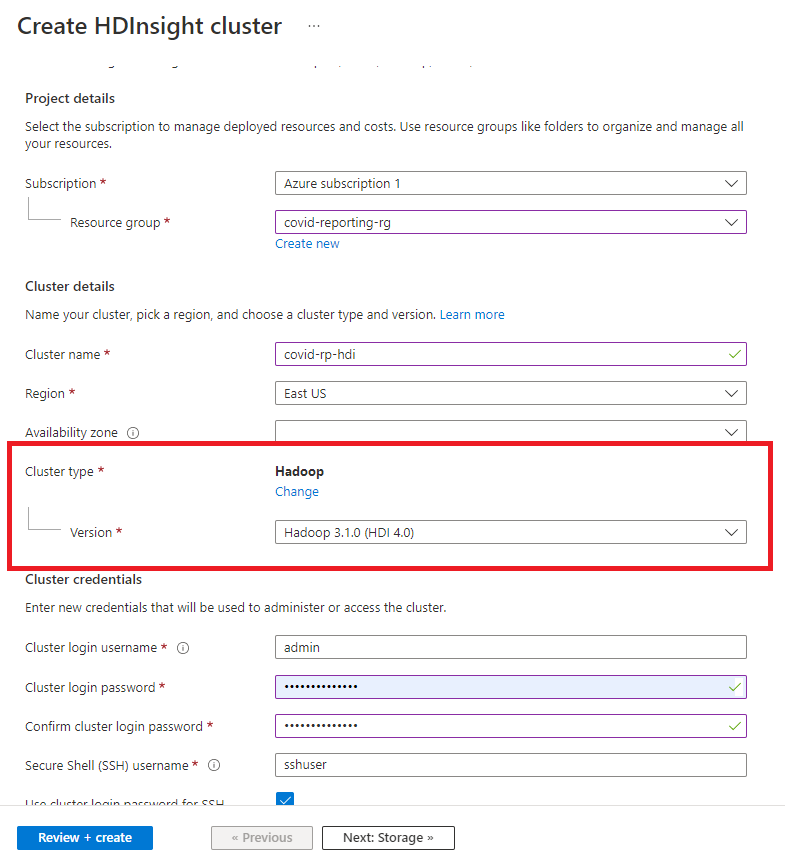 Create HDInsight cluster ...
Project details
Select the subscription to manage deployed resources and costs. Use resource groups like folders to organize and manage all
your resources.
Subscription * Azure subscription 1
Resource group * covid-reporting-rg
Create new
Cluster details
Name your cluster, pick a region, and choose a cluster type and version. Learn more
Cluster name * covid-rp-hdi
Region * East US
Availability zone
Cluster type * Hadoop
Change
Version * Hadoop 3.1.0 (HDI 4.0)
Cluster credentials
Enter new credentials that will be used to administer or access the cluster.
Cluster login username * admin
Cluster login password * ••••••••••••••
Confirm cluster login password * ••••••••••••••
Secure Shell (SSH) username * sshuser
Use cluster login password for SSH
Review + create « Previous Next: Storage »